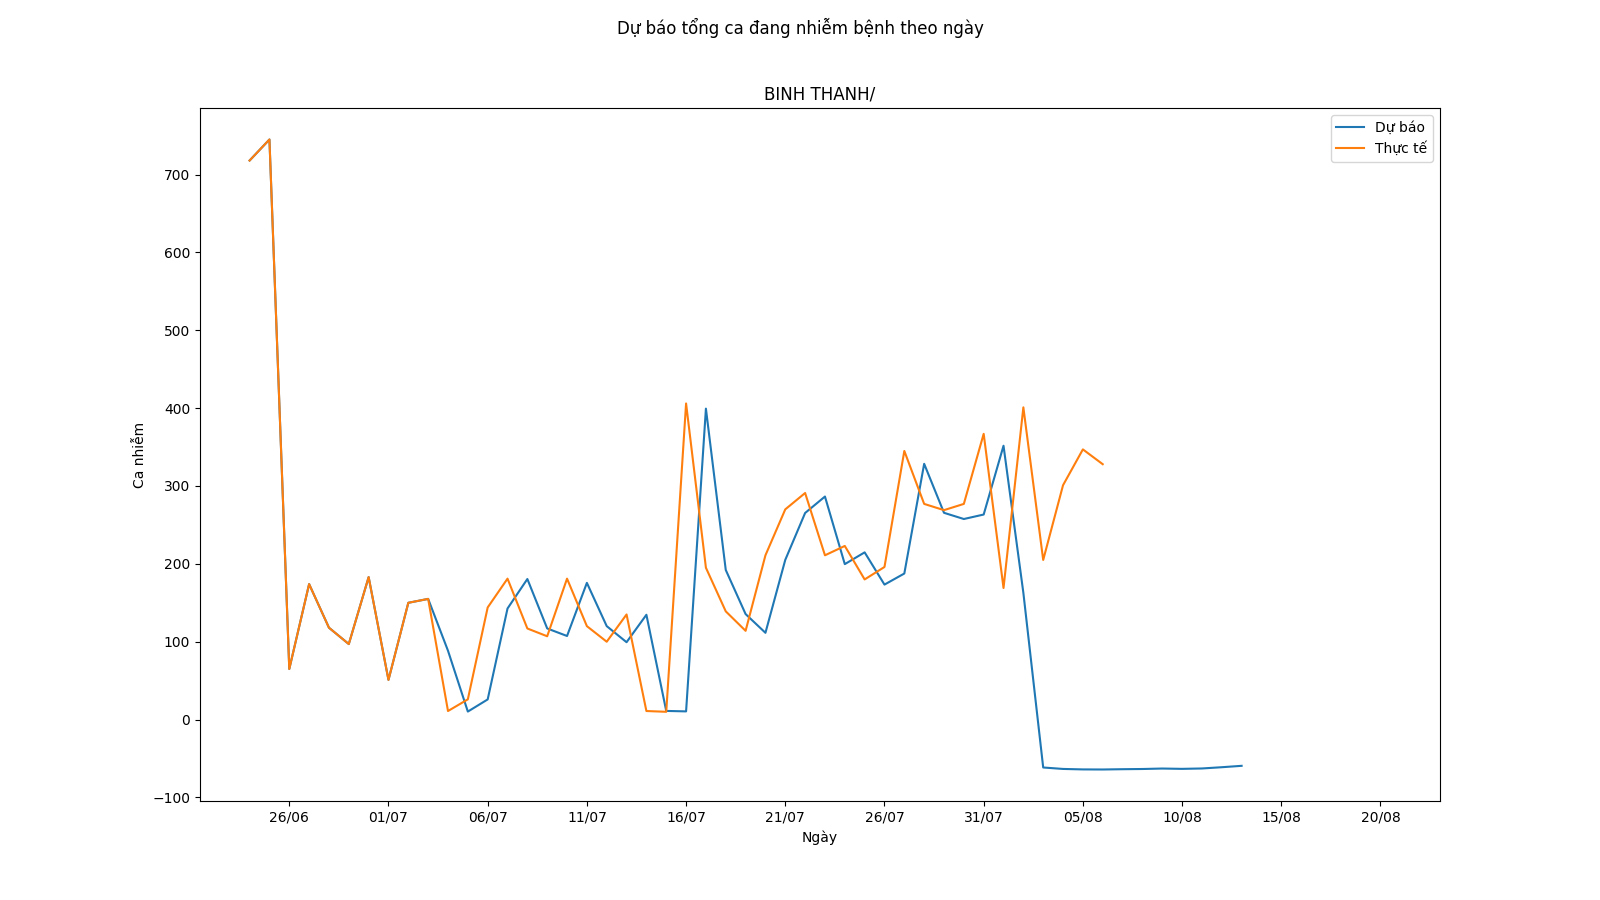 Dự báo tổng ca đang nhiễm bệnh theo ngày
BINH THANH/
Dự báo
Thực tế
700
600
500
400
300
200
100
0
−100
Ca nhiễm
26/06 01/07 06/07 11/07 16/07 21/07 26/07 31/07 05/08 10/08 15/08 20/08
Ngày